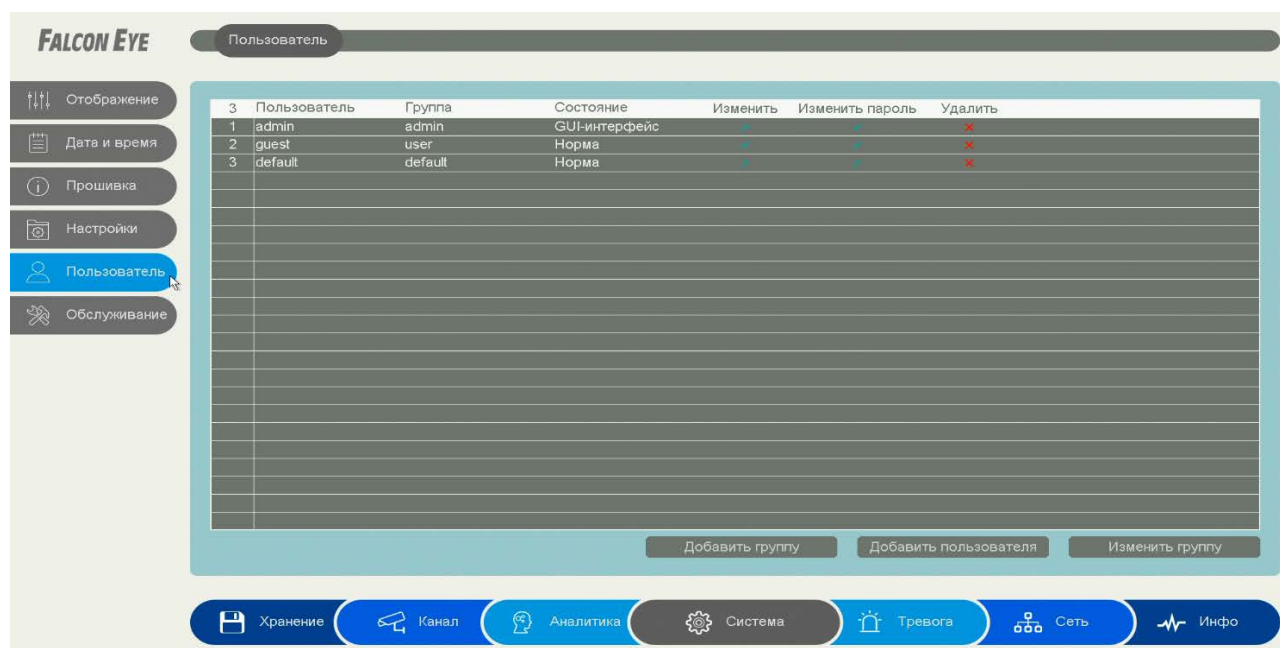 FALCON EYE
Пользователь
Отображение
Дата и время
Прошивка
Настройки
Пользователь
Обслуживание
3 Пользователь Группа Состояние Изменить Изменить пароль Удалить
1 admin admin GUI-интерфейс
2 guest user Норма
3 default default Норма
Добавить группу Добавить пользователя Изменить группу
Хранение Канал Аналитика Система Тревога Сеть Инфо